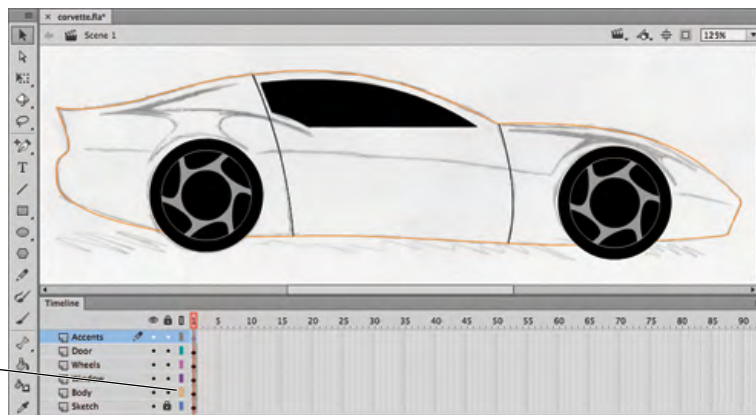 × corvette.fla*
Scene 1
125%
T
Timeline
5 10 15 20 25 30 35 40 45 50 55 60 65 70 75 80 85 90
Accents
Door
Wheels
Window
Body
Sketch